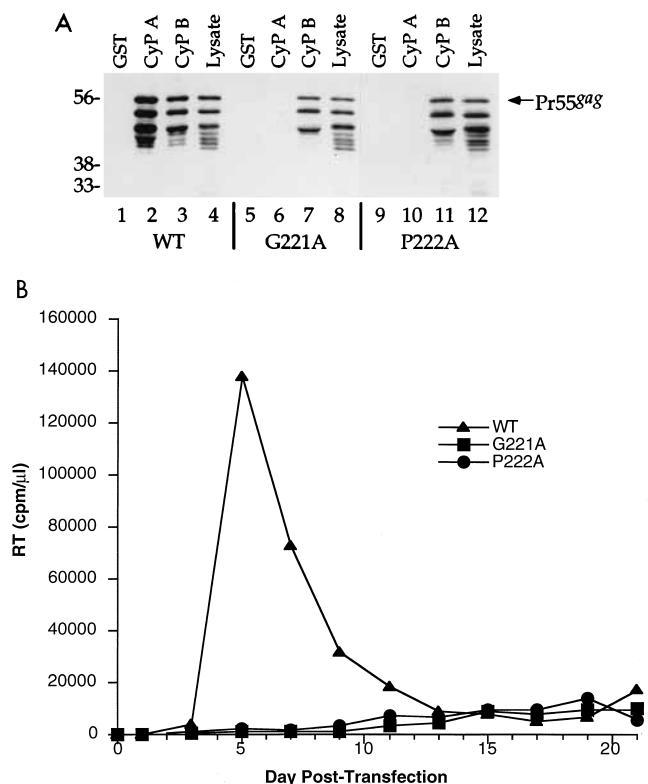 A
GST
CyP A
CyP B
Lysate
GST
CyP A
CyP B
Lysate
GST
CyP A
CyP B
Lysate
56-
Pr55gag
38-
33-
1 2 3 4 5 6 7 8 9 10 11 12
WT G221A P222A
B
160000
140000
120000
100000
80000
60000
40000
20000
0
RT (cpm/µl)
WT
G221A
P222A
0 5 10 15 20
Day Post-Transfection